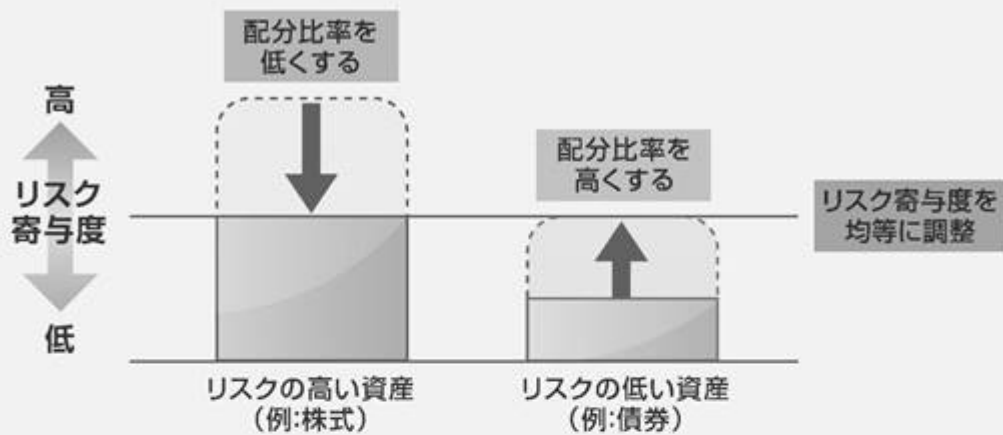 配分比率を
低くする
高
リスク
寄与度
低
配分比率を
高くする
リスク寄与度を
均等に調整
リスクの高い資産
(例:株式)
リスクの低い資産
(例:債券)